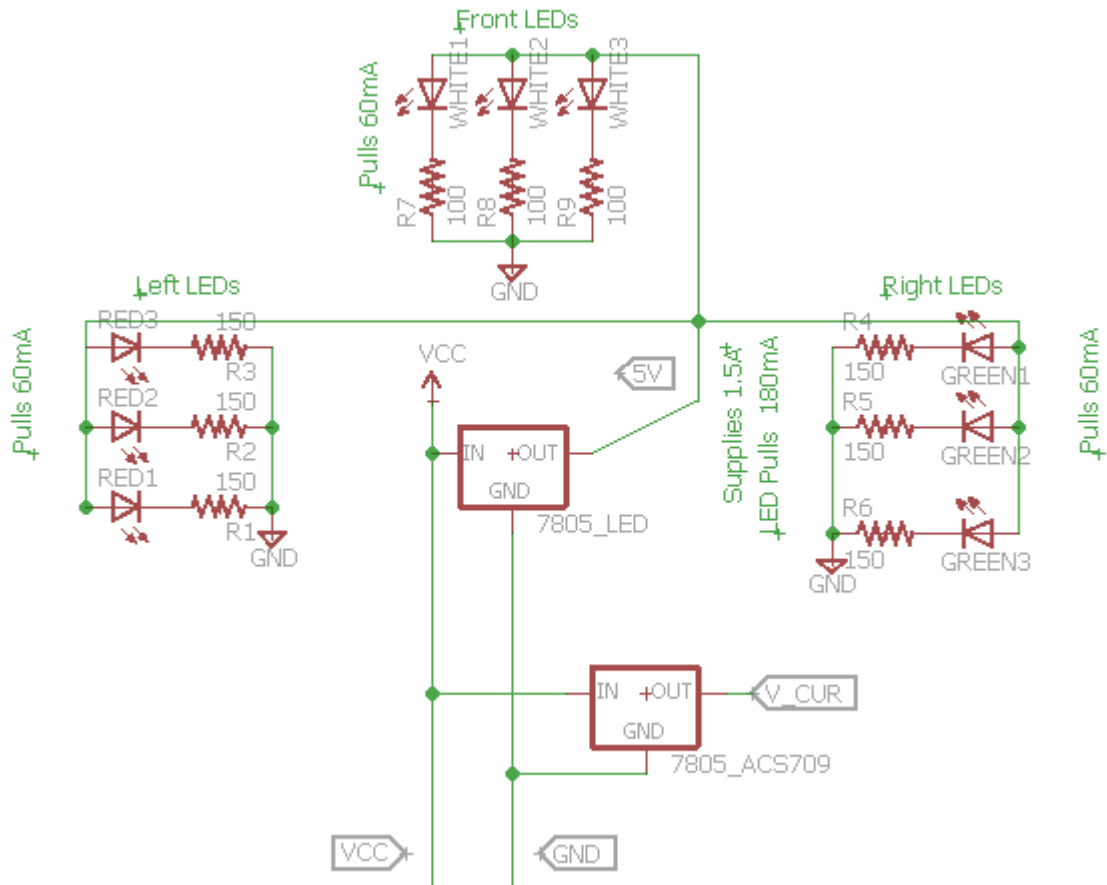 Front LEDs
Pulls 60mA
WHITE1
WHITE2
WHITE3
R7
100
R8
100
R9
100
GND
Left LEDs
Pulls 60mA
RED3
150
R3
RED2
150
R2
RED1
150
R1
GND
VCC
5V
IN
OUT
GND
7805_LED
Supplies 1.5A
LED Pulls 180mA
Right LEDs
R4
150
GREEN1
R5
150
GREEN2
R6
150
GREEN3
GND
Pulls 60mA
IN
OUT
GND
7805_ACS709
V_CUR
VCC
GND